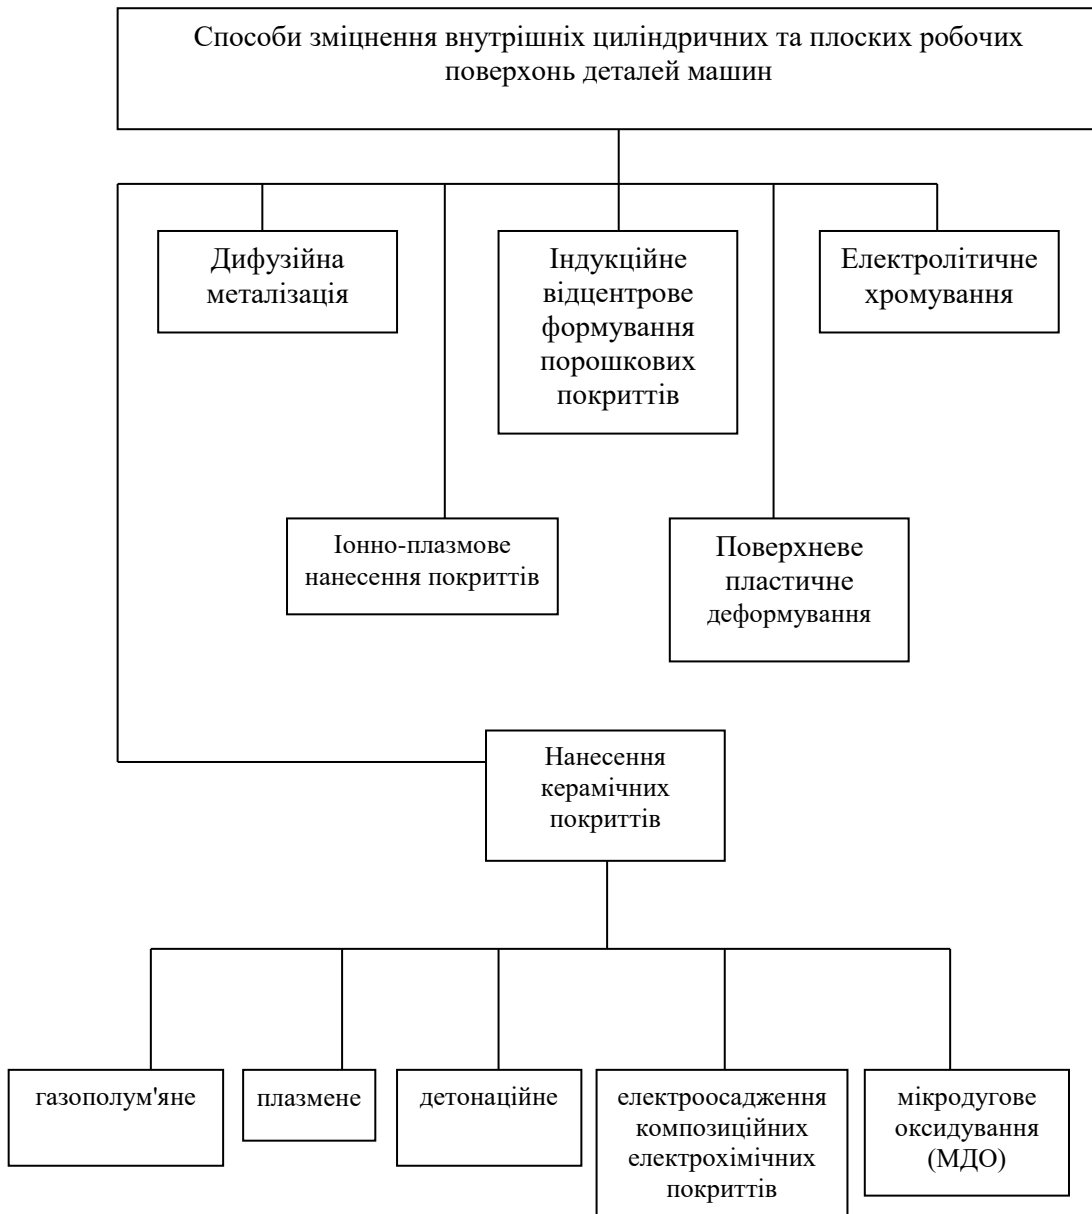 Способи зміцнення внутрішніх циліндричних та плоских робочих
поверхонь деталей машин
Дифузійна
металізація
Індукційне
відцентрове
формування
порошкових
покриттів
Електролітичне
хромування
Іонно-плазмове
нанесення покриттів
Поверхневе
пластичне
деформування
Нанесення
керамічних
покриттів
газополум'яне
плазмене
детонаційне
електроосадження
композиційних
електрохімічних
покриттів
мікродугове
оксидування
(МДО)